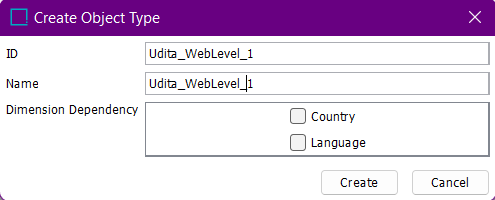 Create Object Type
ID Udita_WebLevel_1
Name Udita_WebLevel_1
Dimension Dependency Country
Language
Create Cancel